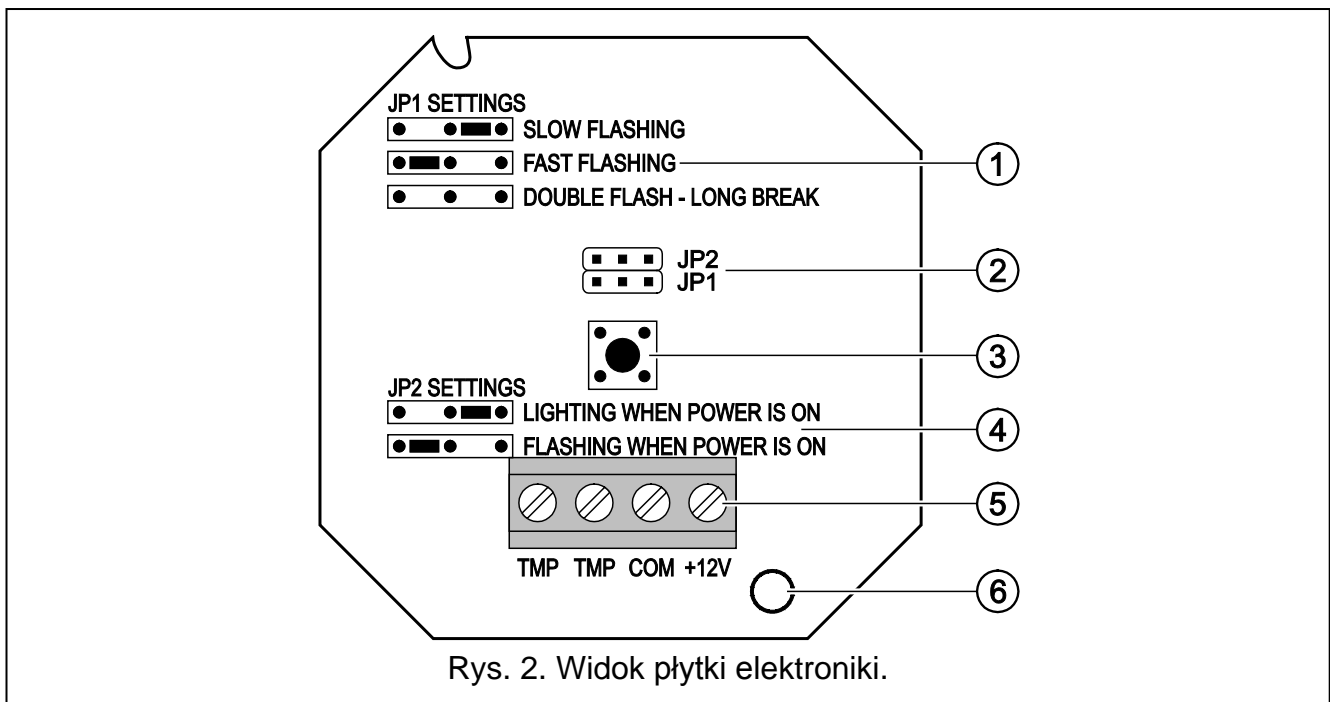 JP1 SETTINGS
SLOW FLASHING
FAST FLASHING
1
DOUBLE FLASH - LONG BREAK
JP2
JP1
2
3
JP2 SETTINGS
LIGHTING WHEN POWER IS ON
4
FLASHING WHEN POWER IS ON
5
TMP TMP COM +12V
6
Rys. 2. Widok płytki elektroniki.